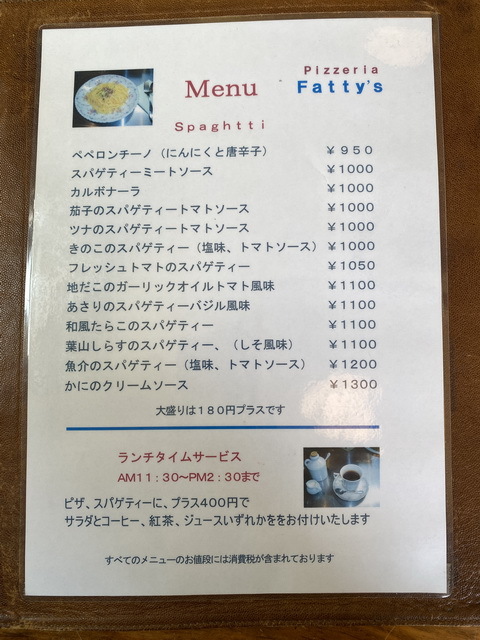 Pizzeria
Menu Fatty's
Spaghtti
ペペロンチーノ（にんにくと唐辛子） ￥９５０
スパゲティーミートソース ￥1000
カルボナーラ ￥1000
茄子のスパゲティートマトソース ￥1000
ツナのスパゲティートマトソース ￥1000
きのこのスパゲティー（塩味、トマトソース） ￥1000
フレッシュトマトのスパゲティー ￥1050
地だこのガーリックオイルトマト風味 ￥1100
あさりのスパゲティーバジル風味 ￥1100
和風たらこのスパゲティー ￥1100
葉山しらすのスパゲティー、（しそ風味） ￥1100
魚介のスパゲティー（塩味、トマトソース） ￥1200
かにのクリームソース ￥1300
大盛りは１８０円プラスです
ランチタイムサービス
AM11：30〜PM2：30まで
ピザ、スパゲティーに、プラス400円で
サラダとコーヒー、紅茶、ジュースいずれかををお付けいたします
すべてのメニューのお値段には消費税が含まれております